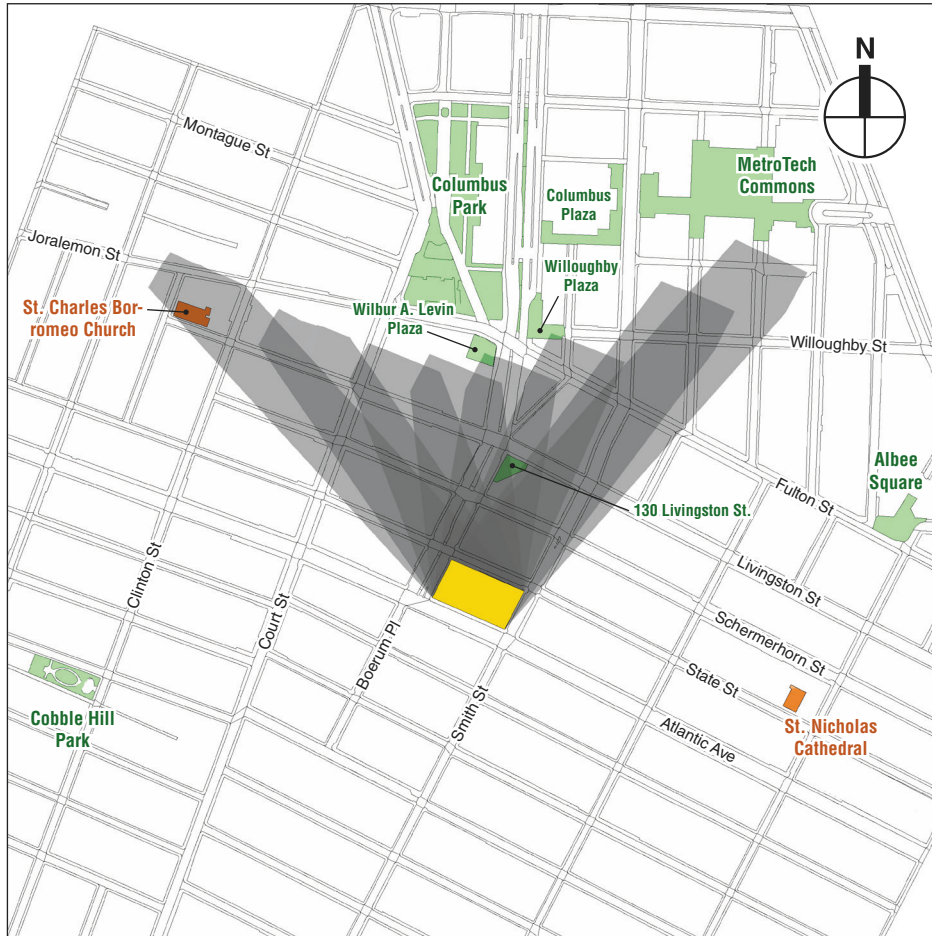 N
Montague St
MetroTech
Commons
Columbus
Park
Columbus
Plaza
Joralemon St
Willoughby
Plaza
St. Charles Bor-
romeo Church
Wilbur A. Levin
Plaza
Willoughby St
Albee
Square
Fulton St
130 Livingston St.
Livingston St
Clinton St
Court St
Schermerhorn St
Boerum Pl
State St
Smith St
Cobble Hill
Park
Atlantic Ave
St. Nicholas
Cathedral